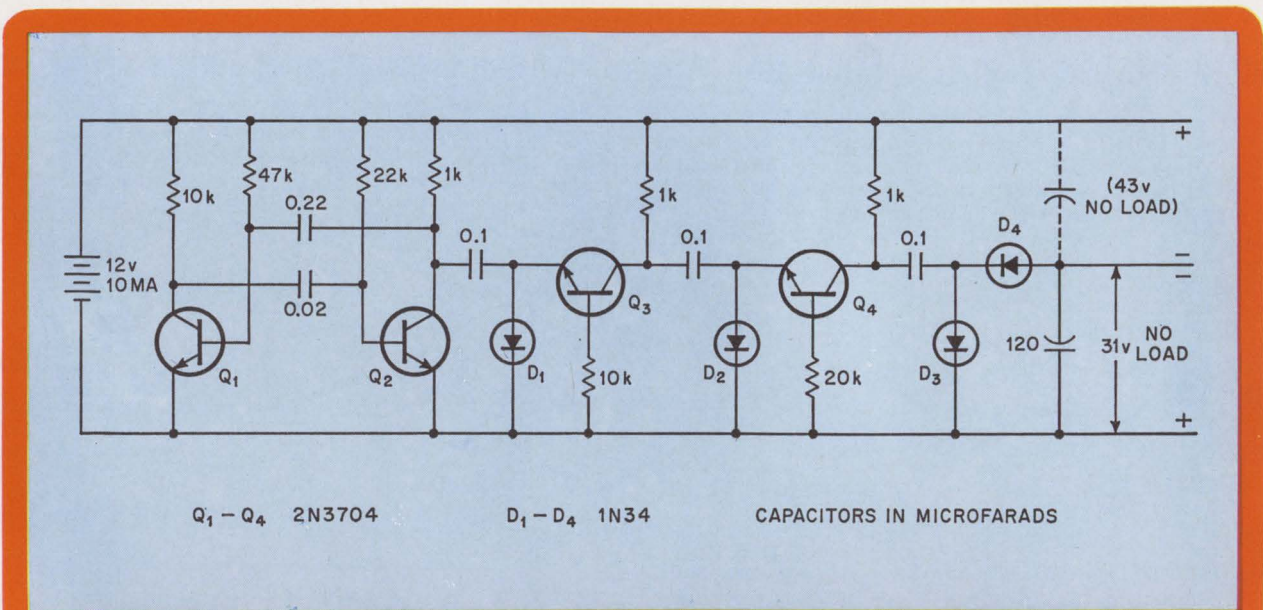 +
10k
47k
22k
1k
0.22
0.02
12v
10MA
Q1
Q2
0.1
D1
Q3
10k
1k
0.1
D2
Q4
20k
1k
0.1
D3
D4
(43v
NO LOAD)
120
31v NO
LOAD
+
Q1 – Q4 2N3704
D1 – D4 1N34
CAPACITORS IN MICROFARADS